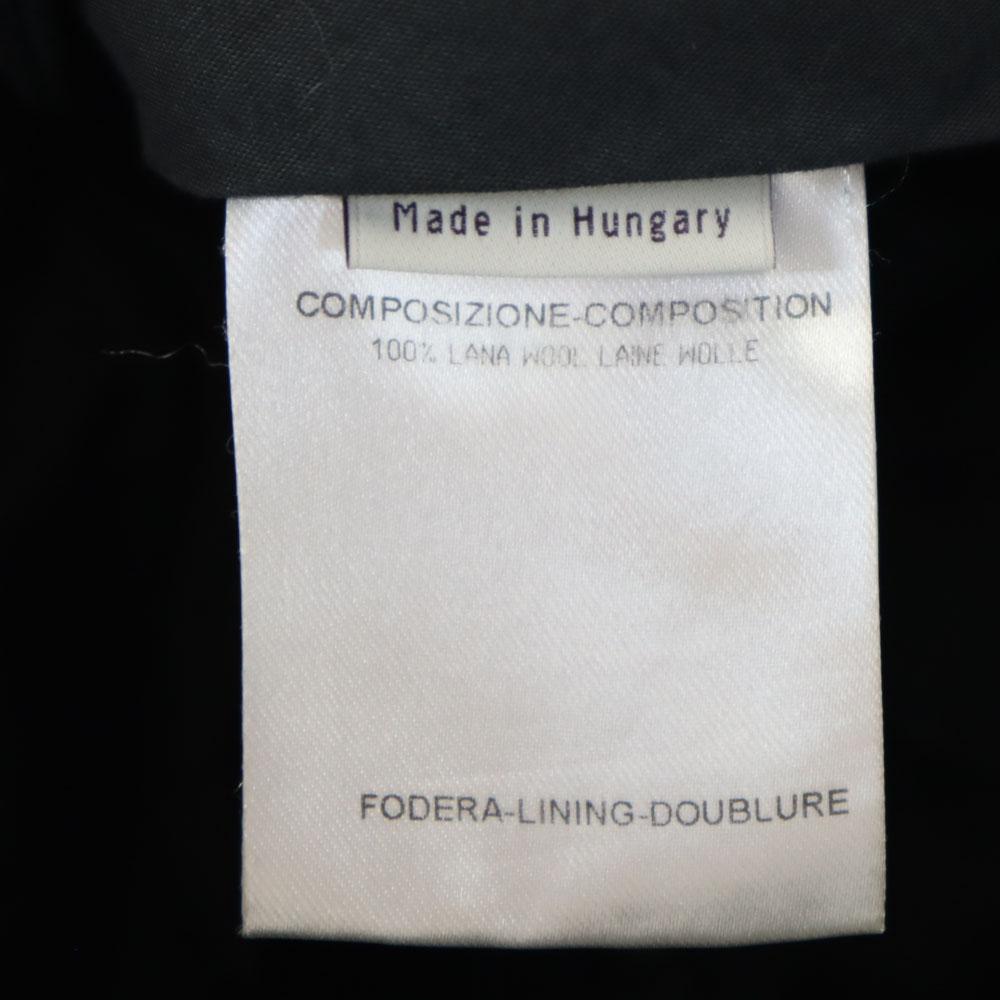 Made in Hungary
COMPOSIZIONE-COMPOSITION
100% LANA WOOL LAINE WOLLE
FODERA-LINING-DOUBLURE